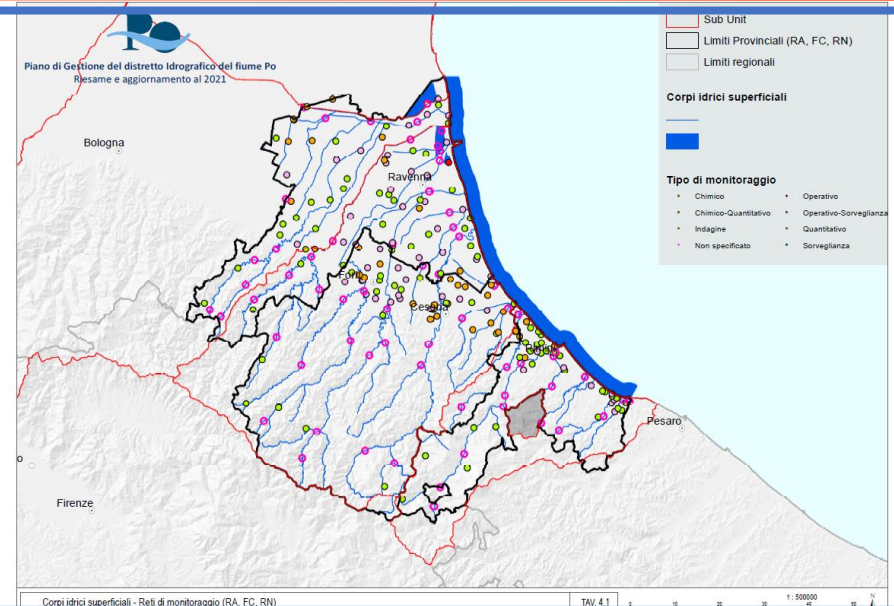 Sub Unit
Limiti Provinciali (RA, FC, RN)
Limiti regionali
Piano di Gestione del distretto Idrografico del fiume Po
Riesame e aggiornamento al 2021
Corpi idrici superficiali
Tipo di monitoraggio
Chimico
Operativo
Chimico-Quantitativo
Operativo-Sorveglianza
Indagine
Quantitativo
Non specificato
Sorveglianza
Bologna
Ravenna
Forlì
Cesena
Rimini
Pesaro
o
Firenze
Corpi idrici superficiali - Reti di monitoraggio (RA, FC, RN)
TAV. 4.1
1 : 500000
N
0 10 20 30 40 50